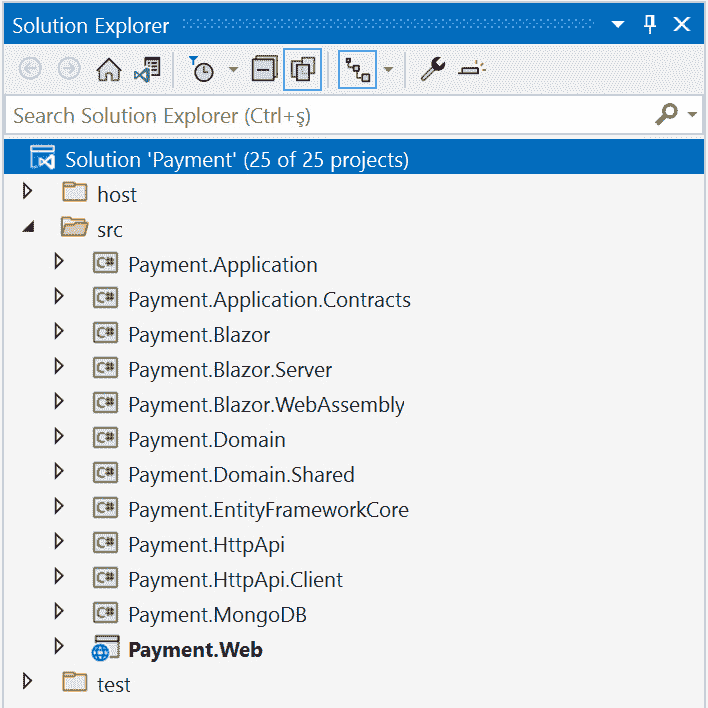 Solution Explorer
Search Solution Explorer (Ctrl+ş)
Solution 'Payment' (25 of 25 projects)
host
src
C# Payment.Application
C# Payment.Application.Contracts
C# Payment.Blazor
C# Payment.Blazor.Server
C# Payment.Blazor.WebAssembly
C# Payment.Domain
C# Payment.Domain.Shared
C# Payment.EntityFrameworkCore
C# Payment.HttpApi
C# Payment.HttpApi.Client
C# Payment.MongoDB
Payment.Web
test